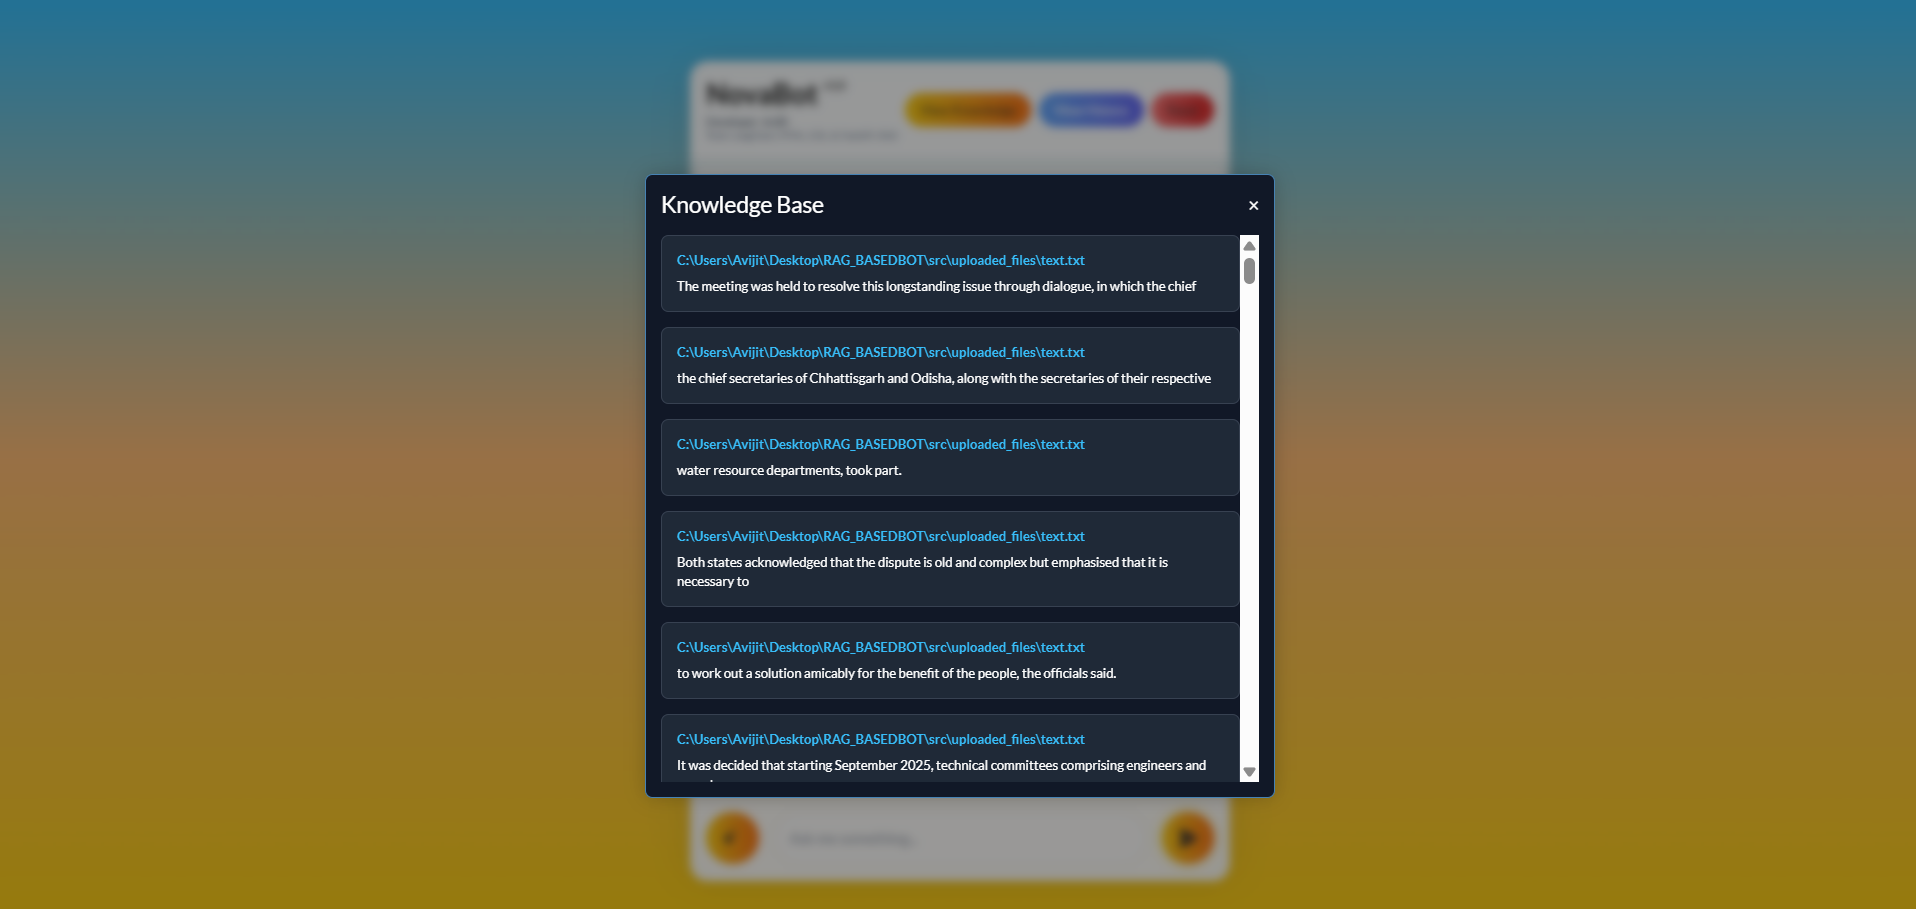 NovaBot
Knowledge Base
×
C:\Users\Avijit\Desktop\RAG_BASEDBOT\src\uploaded_files\text.txt
The meeting was held to resolve this longstanding issue through dialogue, in which the chief
C:\Users\Avijit\Desktop\RAG_BASEDBOT\src\uploaded_files\text.txt
the chief secretaries of Chhattisgarh and Odisha, along with the secretaries of their respective
C:\Users\Avijit\Desktop\RAG_BASEDBOT\src\uploaded_files\text.txt
water resource departments, took part.
C:\Users\Avijit\Desktop\RAG_BASEDBOT\src\uploaded_files\text.txt
Both states acknowledged that the dispute is old and complex but emphasised that it is
necessary to
C:\Users\Avijit\Desktop\RAG_BASEDBOT\src\uploaded_files\text.txt
to work out a solution amicably for the benefit of the people, the officials said.
C:\Users\Avijit\Desktop\RAG_BASEDBOT\src\uploaded_files\text.txt
It was decided that starting September 2025, technical committees comprising engineers and